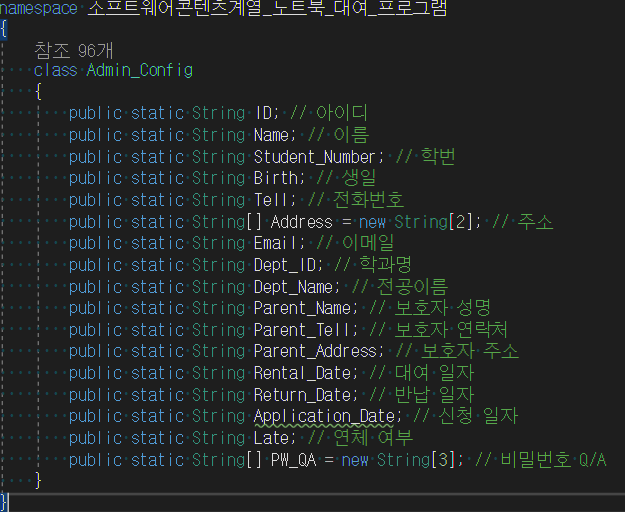 namespace 소프트웨어콘텐츠계열_노트북_대여_프로그램
{
참조 96개
class Admin_Config
{
public static String ID; // 아이디
public static String Name; // 이름
public static String Student_Number; // 학번
public static String Birth; // 생일
public static String Tell; // 전화번호
public static String[] Address = new String[2]; // 주소
public static String Email; // 이메일
public static String Dept_ID; // 학과명
public static String Dept_Name; // 전공이름
public static String Parent_Name; // 보호자 성명
public static String Parent_Tell; // 보호자 연락처
public static String Parent_Address; // 보호자 주소
public static String Rental_Date; // 대여 일자
public static String Return_Date; // 반납 일자
public static String Application_Date; // 신청 일자
public static String Late; // 연체 여부
public static String[] PW_QA = new String[3]; // 비밀번호 Q/A
}
}